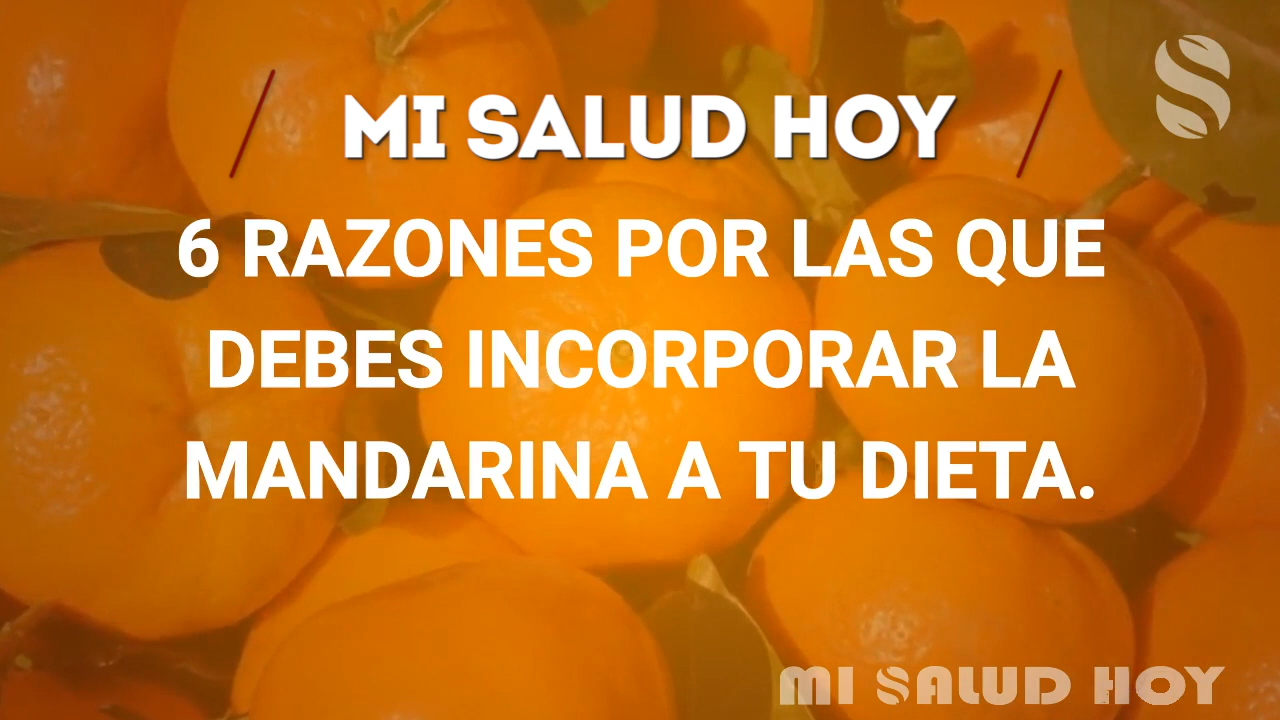 MI SALUD HOY
6 RAZONES POR LAS QUE
DEBES INCORPORAR LA
MANDARINA A TU DIETA.
MI SALUD HOY